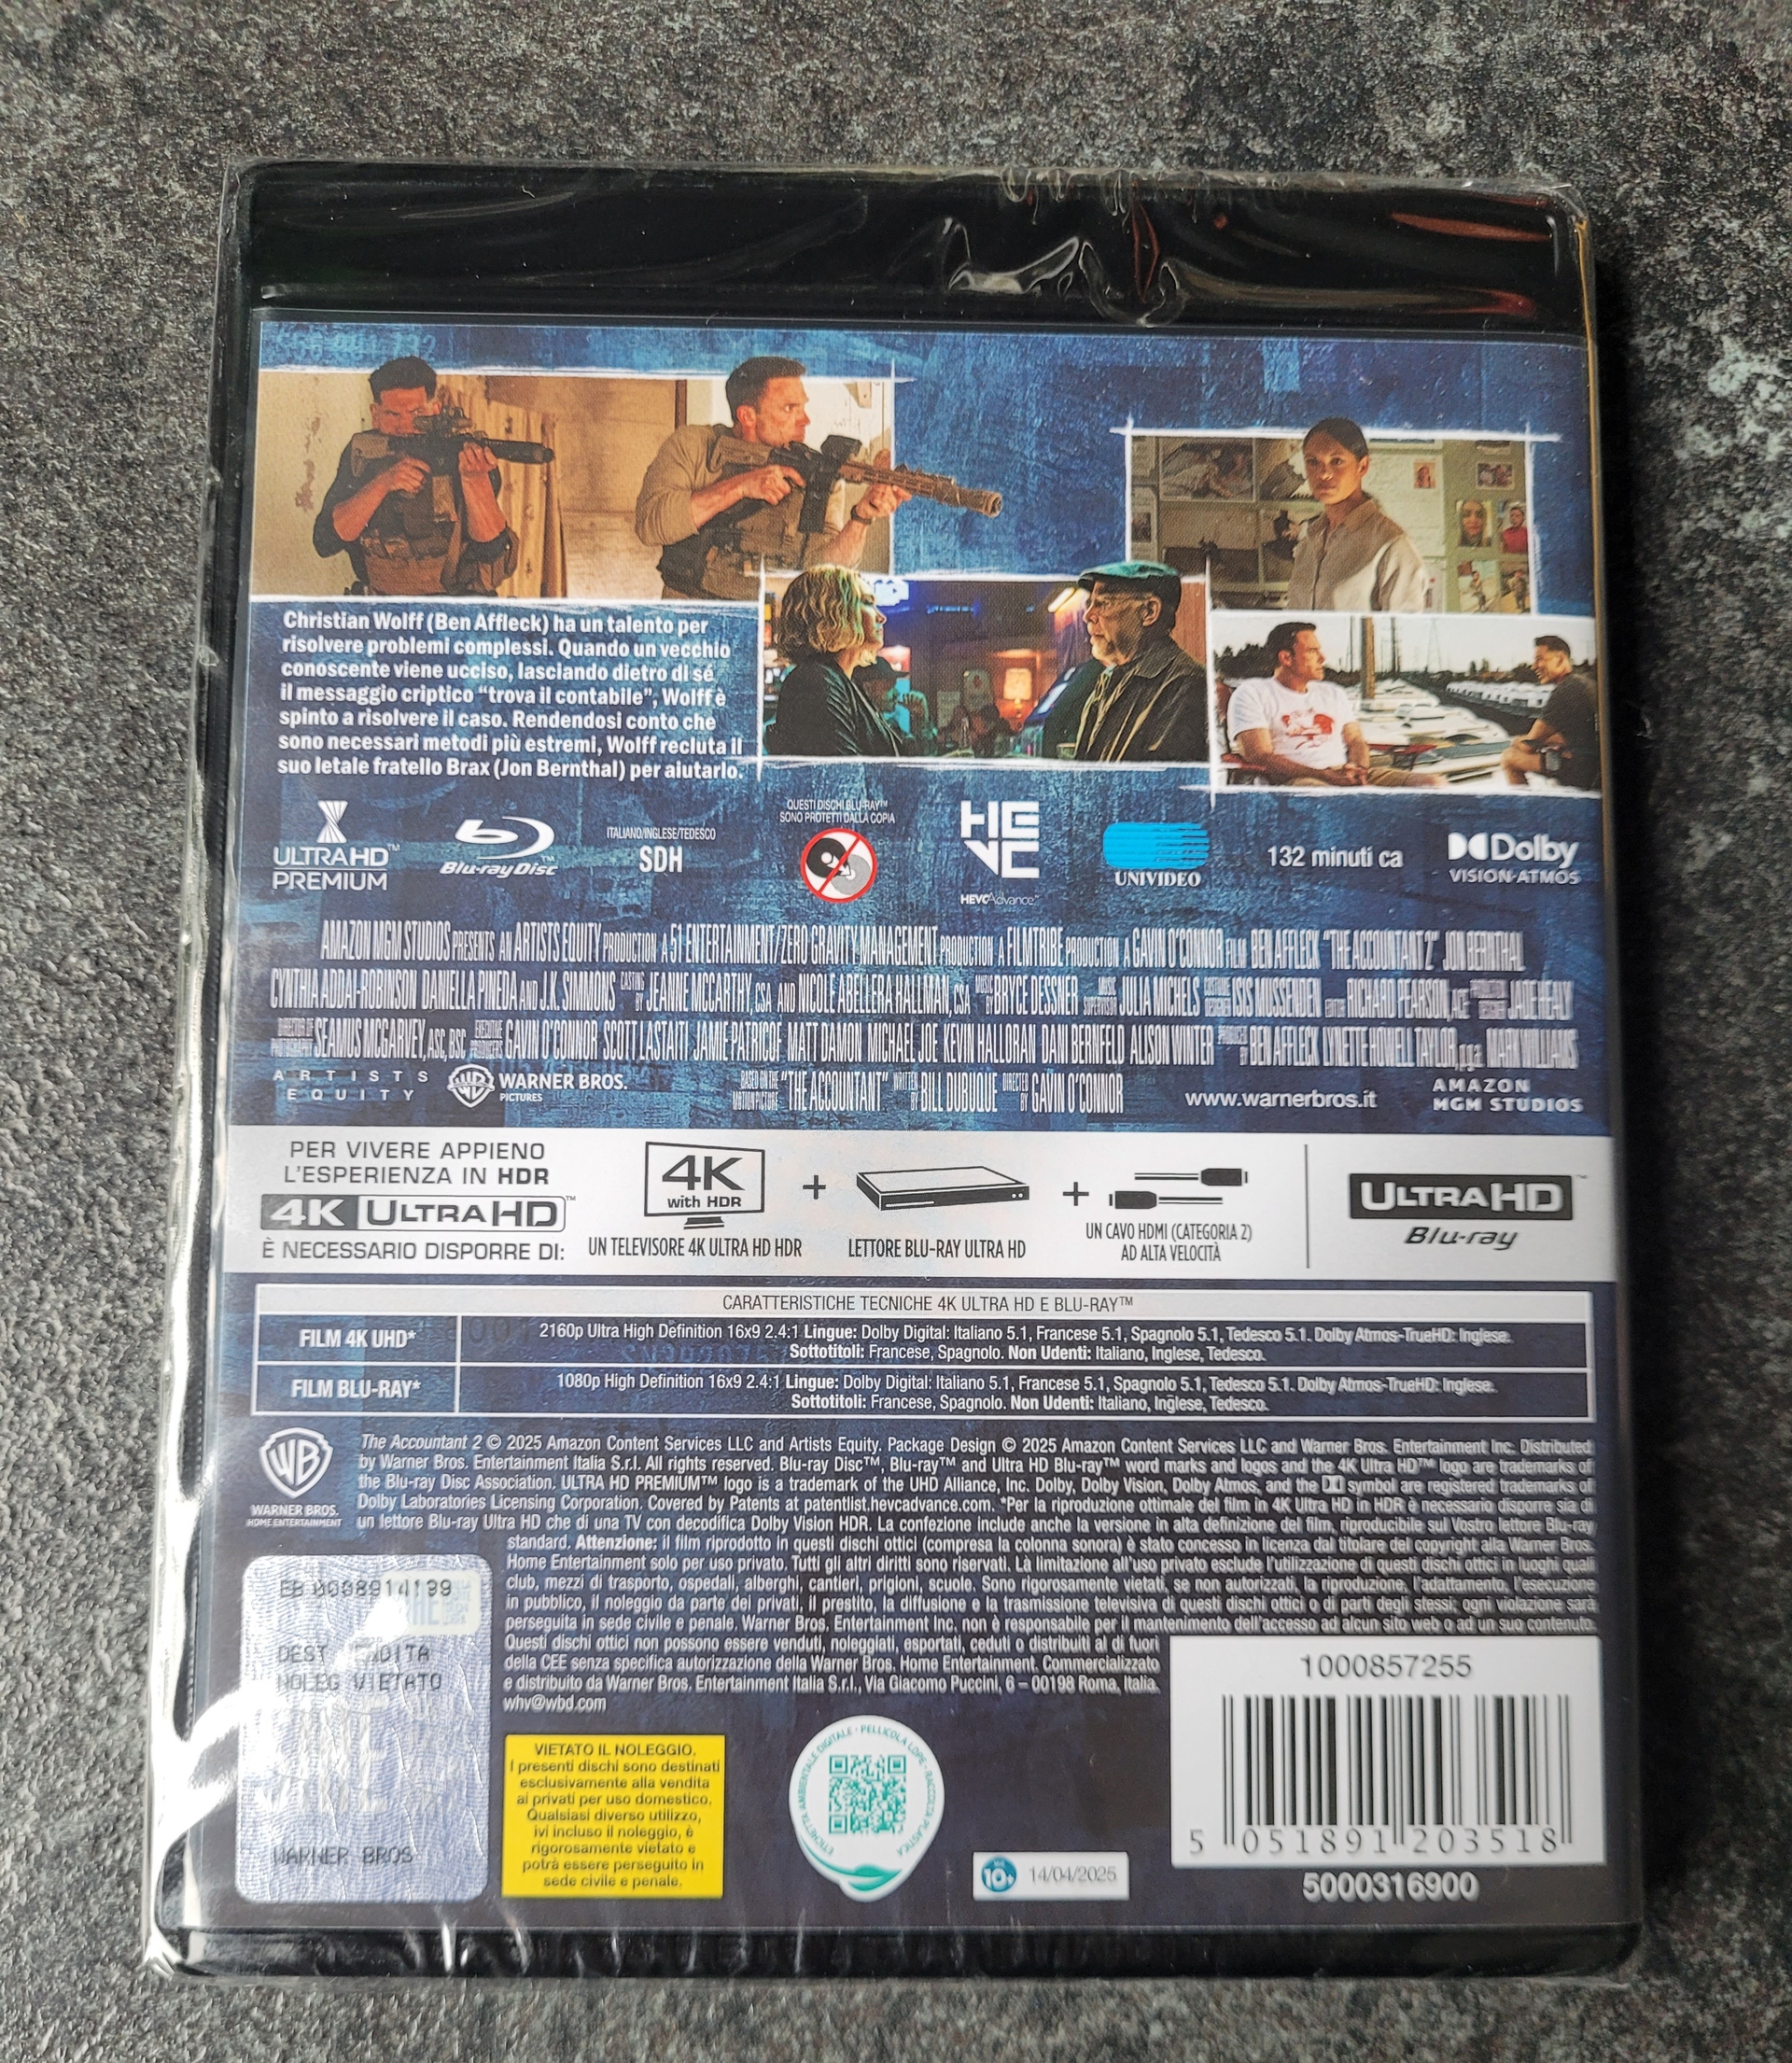 Christian Wolff (Ben Affleck) ha un talento per
risolvere problemi complessi. Quando un vecchio
conoscente viene ucciso, lasciando dietro di sé
il messaggio criptico “trova il contabile”, Wolff è
spinto a risolvere il caso. Rendendosi conto che
sono necessari metodi più estremi, Wolff recluta il
suo letale fratello Brax (Jon Bernthal) per aiutarlo.
ULTRA HD™
PREMIUM
Blu-ray Disc™
ITALIANO/INGLESE/TEDESCO
SDH
QUESTI DISCHI BLU-RAY™
SONO PROTETTI DALLA COPIA
HEVC
HEVC Advance™
UNIVIDEO
132 minuti ca
Dolby
VISION·ATMOS
AMAZON MGM STUDIOS PRESENTS AN ARTISTS EQUITY PRODUCTION A 51 ENTERTAINMENT/ZERO GRAVITY MANAGEMENT PRODUCTION A FILMTRIBE PRODUCTION A GAVIN O'CONNOR FILM BEN AFFLECK "THE ACCOUNTANT 2" JON BERNTHAL
CYNTHIA ADDAI-ROBINSON DANIELLA PINEDA AND J.K. SIMMONS CASTING BY JEANNE MCCARTHY, CSA AND NICOLE ABELLERA HALLMAN, CSA MUSIC BY BRYCE DESSNER MUSIC SUPERVISOR JULIA MICHELS COSTUME DESIGNER ISIS MUSSENDEN EDITOR RICHARD PEARSON, ACE PRODUCTION DESIGNER JADE HEALY
DIRECTOR OF PHOTOGRAPHY SEAMUS MCGARVEY, ASC, BSC EXECUTIVE PRODUCERS GAVIN O'CONNOR SCOTT LASTAITI JAMIE PATRICOF MATT DAMON MICHAEL JOE KEVIN HALLORAN DANI BERNFELD ALISON WINTER PRODUCED BY BEN AFFLECK LYNETTE HOWELL TAYLOR, p.g.a. MARK WILLIAMS
ARTISTS
EQUITY
WARNER BROS.
PICTURES
BASED ON THE MOTION PICTURE "THE ACCOUNTANT" WRITTEN BY BILL DUBUQUE DIRECTED BY GAVIN O'CONNOR
www.warnerbros.it
AMAZON
MGM STUDIOS
PER VIVERE APPIENO
L'ESPERIENZA IN HDR
4K ULTRA HD™
È NECESSARIO DISPORRE DI:
4K
with HDR
UN TELEVISORE 4K ULTRA HD HDR
+
LETTORE BLU-RAY ULTRA HD
+
UN CAVO HDMI (CATEGORIA 2)
AD ALTA VELOCITÀ
ULTRA HD™
Blu-ray
CARATTERISTICHE TECNICHE 4K ULTRA HD E BLU-RAY™
FILM 4K UHD*
2160p Ultra High Definition 16x9 2.4:1 Lingue: Dolby Digital: Italiano 5.1, Francese 5.1, Spagnolo 5.1, Tedesco 5.1. Dolby Atmos-TrueHD: Inglese.
Sottotitoli: Francese, Spagnolo. Non Udenti: Italiano, Inglese, Tedesco.
FILM BLU-RAY*
1080p High Definition 16x9 2.4:1 Lingue: Dolby Digital: Italiano 5.1, Francese 5.1, Spagnolo 5.1, Tedesco 5.1. Dolby Atmos-TrueHD: Inglese.
Sottotitoli: Francese, Spagnolo. Non Udenti: Italiano, Inglese, Tedesco.
WB
WARNER BROS.
HOME ENTERTAINMENT
The Accountant 2 © 2025 Amazon Content Services LLC and Artists Equity. Package Design © 2025 Amazon Content Services LLC and Warner Bros. Entertainment Inc. Distributed
by Warner Bros. Entertainment Italia S.r.l. All rights reserved. Blu-ray Disc™, Blu-ray™ and Ultra HD Blu-ray™ word marks and logos and the 4K Ultra HD™ logo are trademarks of
the Blu-ray Disc Association. ULTRA HD PREMIUM™ logo is a trademark of the UHD Alliance, Inc. Dolby, Dolby Vision, Dolby Atmos, and the symbol are registered trademarks of
Dolby Laboratories Licensing Corporation. Covered by Patents at patentlist.hevcadvance.com. *Per la riproduzione ottimale del film in 4K Ultra HD in HDR è necessario disporre sia di
un lettore Blu-ray Ultra HD che di una TV con decodifica Dolby Vision HDR. La confezione include anche la versione in alta definizione del film, riproducibile sul Vostro lettore Blu-ray
standard. Attenzione: il film riprodotto in questi dischi ottici (compresa la colonna sonora) è stato concesso in licenza dal titolare del copyright alla Warner Bros.
Home Entertainment solo per uso privato. Tutti gli altri diritti sono riservati. Là limitazione all'uso privato esclude l'utilizzazione di questi dischi ottici in luoghi quali
club, mezzi di trasporto, ospedali, alberghi, cantieri, prigioni, scuole. Sono rigorosamente vietati, se non autorizzati, la riproduzione, l'adattamento, l'esecuzione
in pubblico, il noleggio da parte dei privati, il prestito, la diffusione e la trasmissione televisiva di questi dischi ottici o di parti degli stessi; ogni violazione sarà
perseguita in sede civile e penale. Warner Bros. Entertainment Inc. non è responsabile per il mantenimento dell'accesso ad alcun sito web o ad un suo contenuto.
Questi dischi ottici non possono essere venduti, noleggiati, esportati, ceduti o distribuiti al di fuori
della CEE senza specifica autorizzazione della Warner Bros. Home Entertainment. Commercializzato
e distribuito da Warner Bros. Entertainment Italia S.r.l., Via Giacomo Puccini, 6 – 00198 Roma, Italia.
whv@wbd.com
EB 0008914199
DEST VENDITA
NOLEG VIETATO
WARNER BROS
VIETATO IL NOLEGGIO.
I presenti dischi sono destinati
esclusivamente alla vendita
ai privati per uso domestico.
Qualsiasi diverso utilizzo,
ivi incluso il noleggio, è
rigorosamente vietato e
potrà essere perseguito in
sede civile e penale.
ETICHETTA AMBIENTALE DIGITALE · PELLICOLA LDPE · RACCOLTA PLASTICA
10+ 14/04/2025
1000857255
5 051891 203518
5000316900